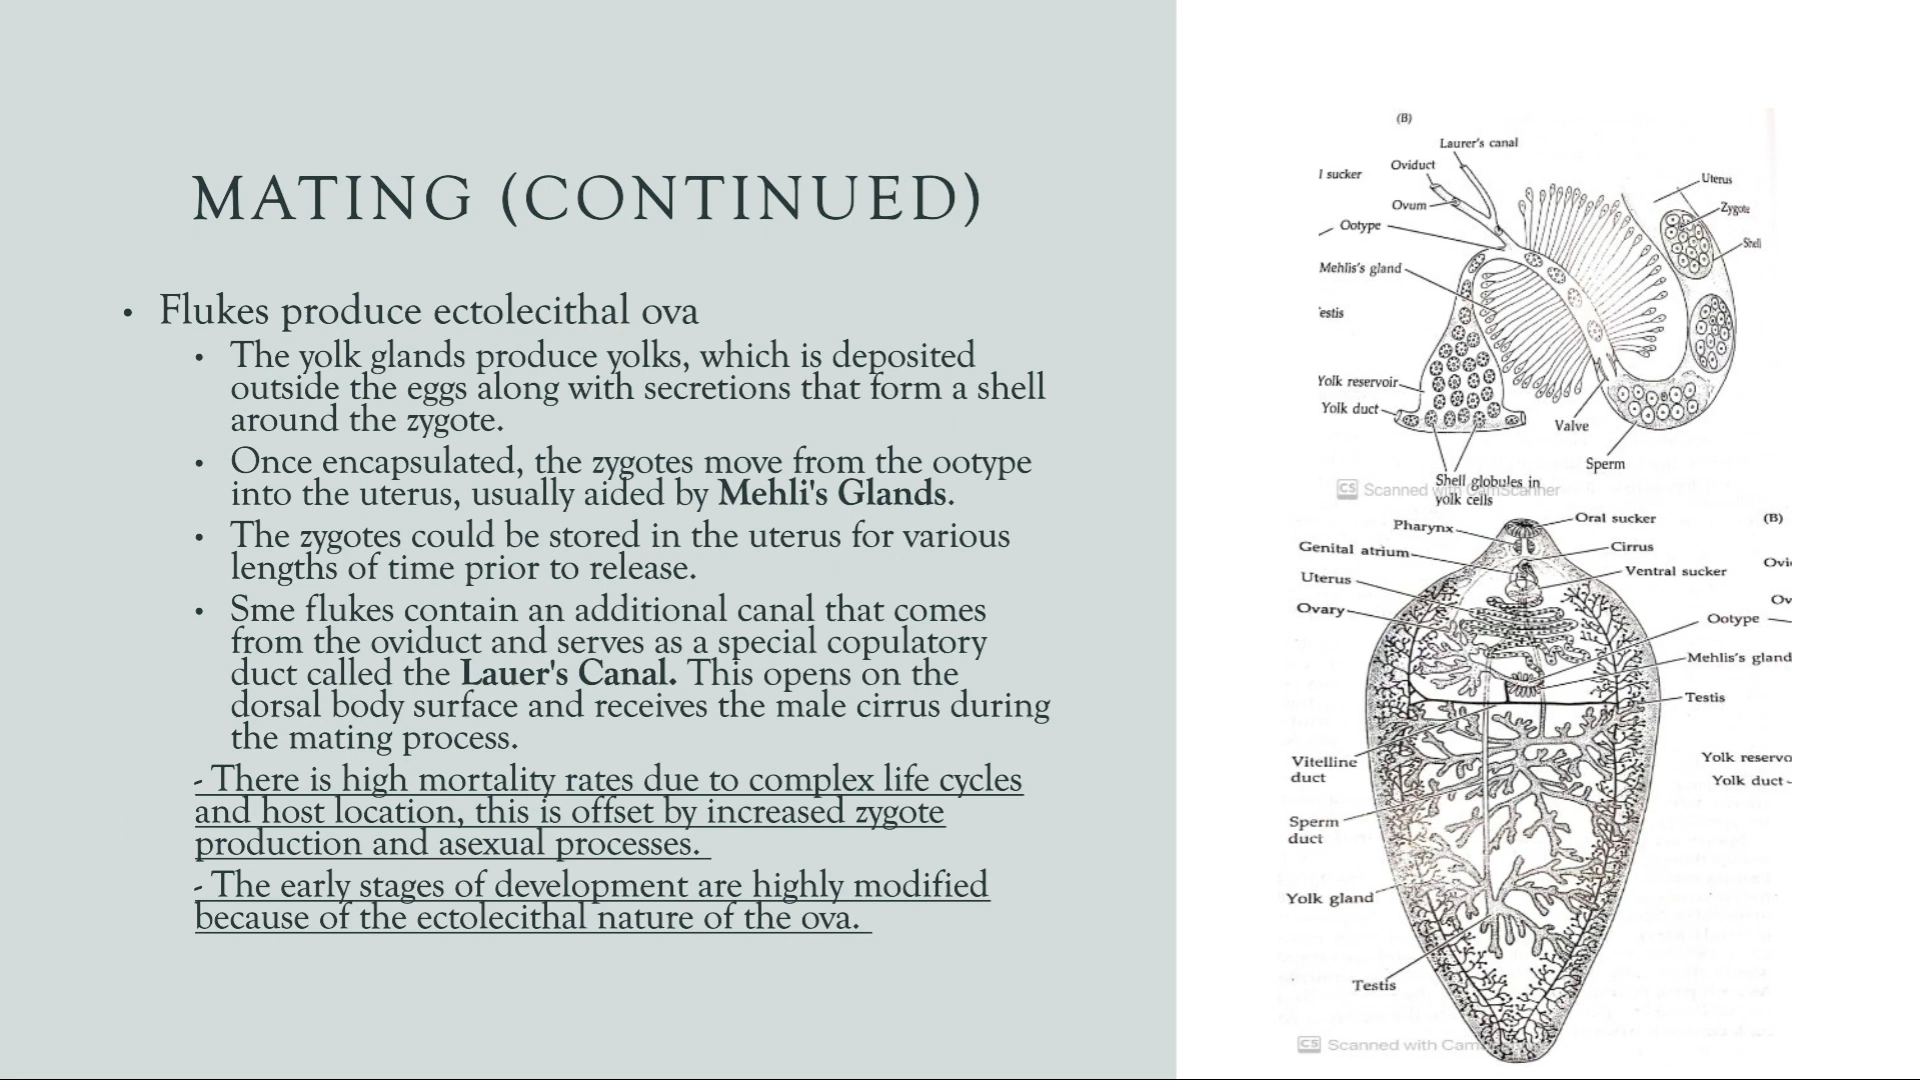 MATING (CONTINUED)
• Flukes produce ectolecithal ova
• The yolk glands produce yolks, which is deposited
outside the eggs along with secretions that form a shell
around the zygote.
• Once encapsulated, the zygotes move from the ootype
into the uterus, usually aided by Mehli's Glands.
• The zygotes could be stored in the uterus for various
lengths of time prior to release.
• Sme flukes contain an additional canal that comes
from the oviduct and serves as a special copulatory
duct called the Lauer's Canal. This opens on the
dorsal body surface and receives the male cirrus during
the mating process.
- There is high mortality rates due to complex life cycles
and host location, this is offset by increased zygote
production and asexual processes.
- The early stages of development are highly modified
because of the ectolecithal nature of the ova.
(B)
Laurer's canal
Oviduct
l sucker
Uterus
Ovum
Zygote
Ootype
Shell
Mehlis's gland
estis
Yolk reservoir
Yolk duct
Valve
Sperm
Shell globules in
yolk cells
CS Scanned with CamScanner
Pharynx
Oral sucker
(B)
Genital atrium
Cirrus
Ovi
Uterus
Ventral sucker
Ovary
Ov
Ootype
Mehlis's gland
Testis
Vitelline
duct
Yolk reservo
Yolk duct
Sperm
duct
Yolk gland
Testis
CS Scanned with Cam